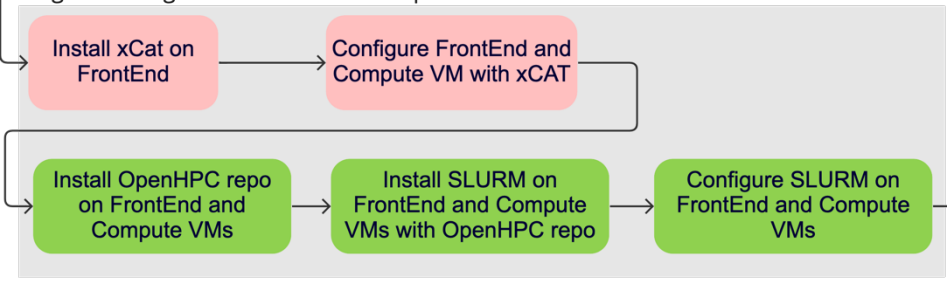 Install xCat on
FrontEnd
Configure FrontEnd and
Compute VM with xCAT
Install OpenHPC repo
on FrontEnd and
Compute VMs
Install SLURM on
FrontEnd and Compute
VMs with OpenHPC repo
Configure SLURM on
FrontEnd and Compute
VMs